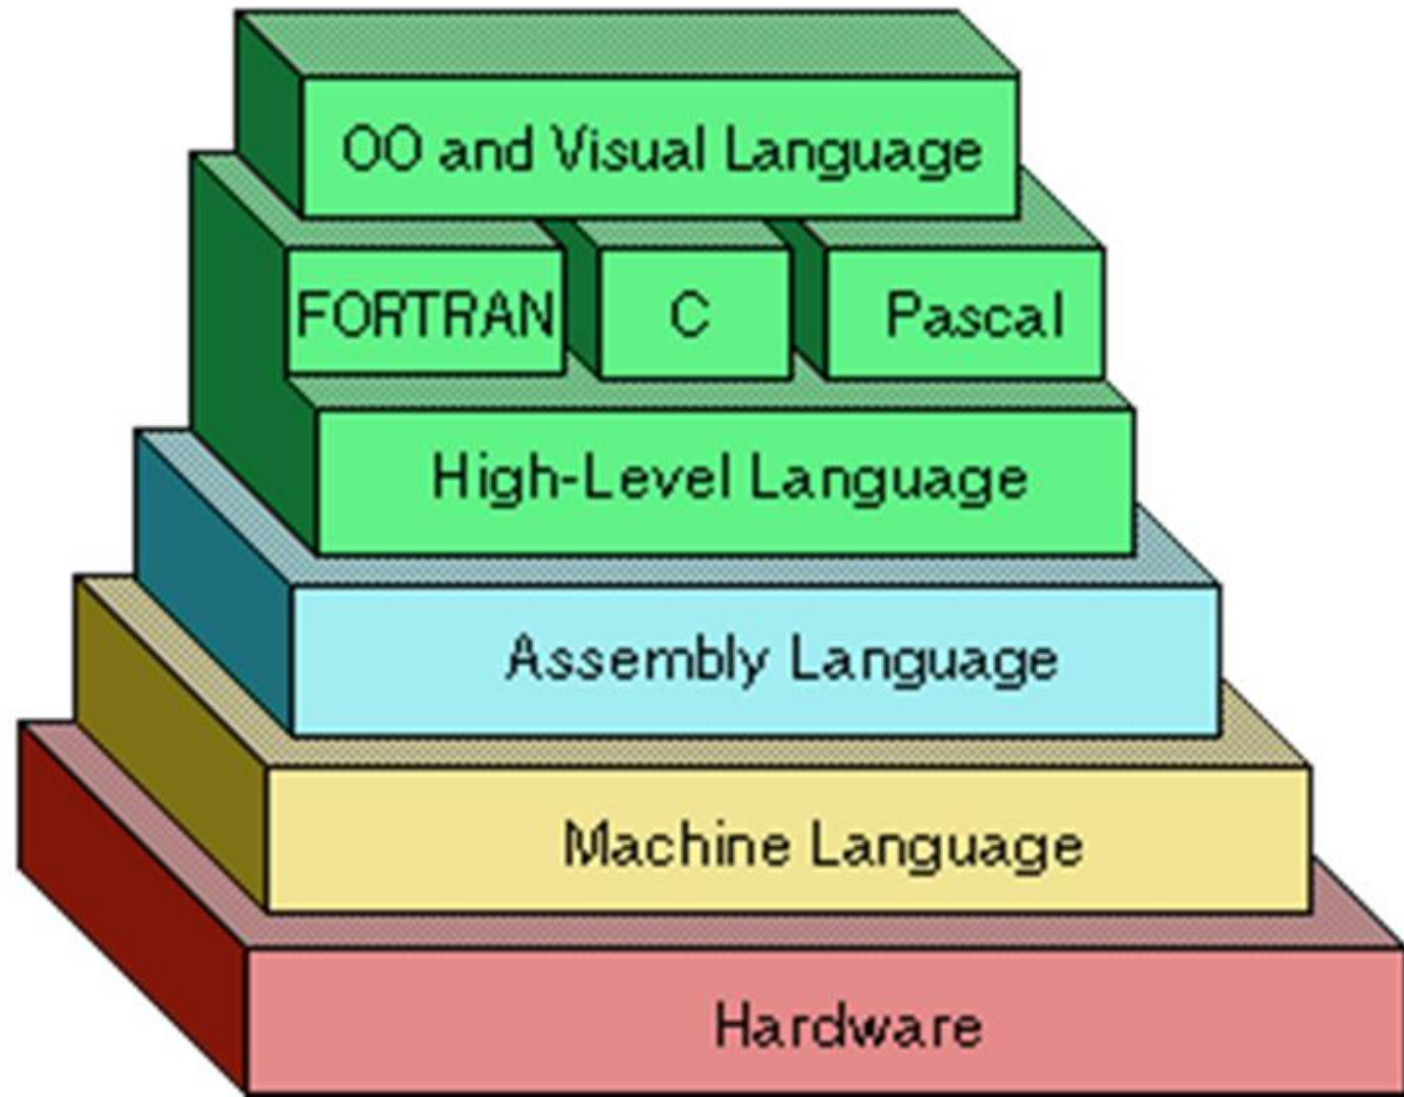 OO and Visual Language
FORTRAN
C
Pascal
High-Level Language
Assembly Language
Machine Language
Hardware